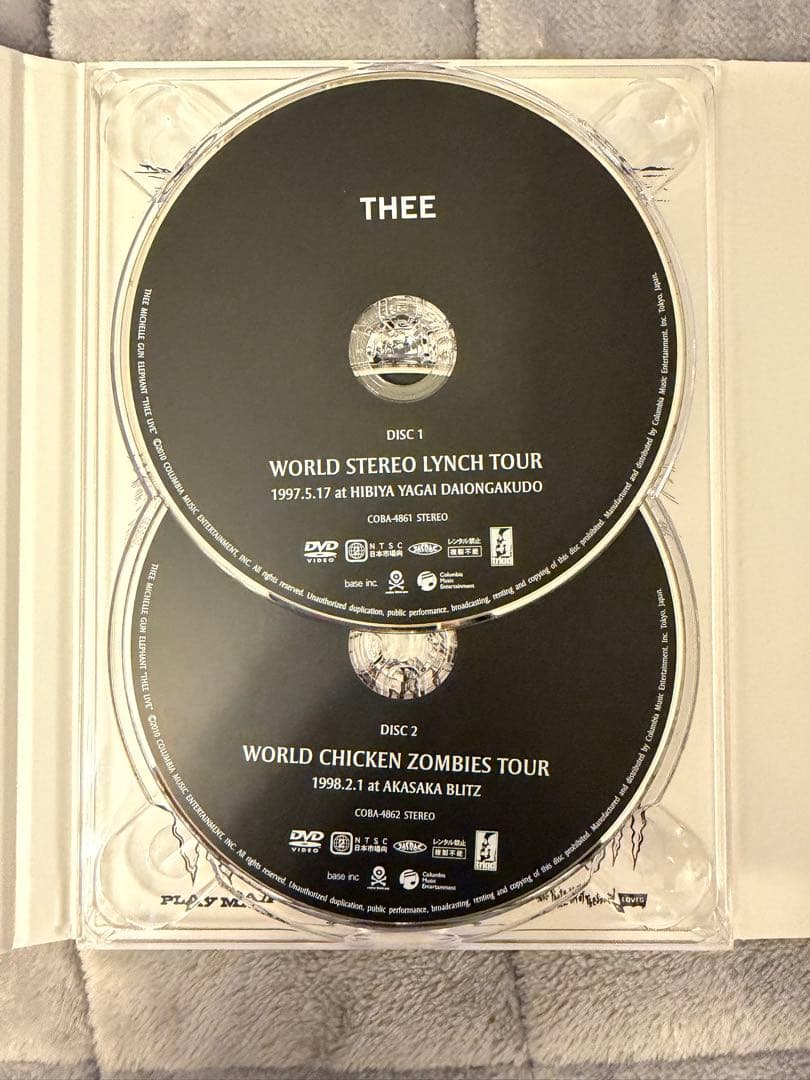 THEE
DISC 1
WORLD STEREO LYNCH TOUR
1997.5.17 at HIBIYA YAGAI DAIONGAKUDO
COBA-4861 STEREO
DVD VIDEO
2
NTSC
日本市場向
レンタル禁止
複製不能
triad
base inc.
Columbia
Music
Entertainment
THEE MICHELLE GUN ELEPHANT "THEE LIVE" ©2010 COLUMBIA MUSIC ENTERTAINMENT, INC. All rights reserved. Unauthorized duplication, public performance, broadcasting, renting and copying of this disc prohibited. Manufactured and distributed by Columbia Music Entertainment, Inc. Tokyo, Japan.
DISC 2
WORLD CHICKEN ZOMBIES TOUR
1998.2.1 at AKASAKA BLITZ
COBA-4862 STEREO
DVD VIDEO
2
NTSC
日本市場向
レンタル禁止
複製不能
triad
base inc.
Columbia
Music
Entertainment
THEE MICHELLE GUN ELEPHANT "THEE LIVE" ©2010 COLUMBIA MUSIC ENTERTAINMENT, INC. All rights reserved. Unauthorized duplication, public performance, broadcasting, renting and copying of this disc prohibited. Manufactured and distributed by Columbia Music Entertainment, Inc. Tokyo, Japan.